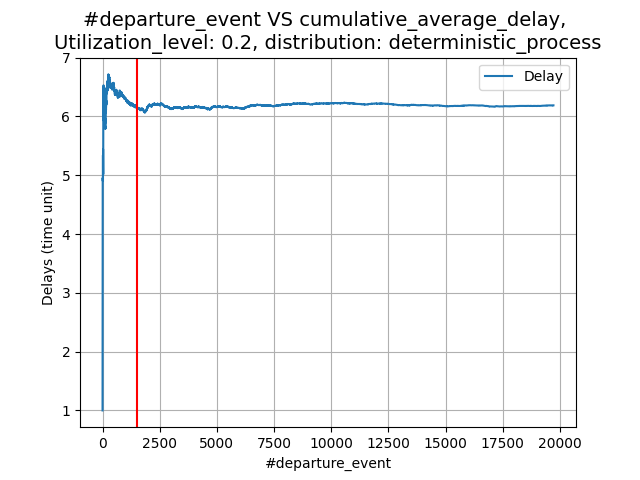 #departure_event VS cumulative_average_delay,
Utilization_level: 0.2, distribution: deterministic_process
Delay
7
6
5
4
3
2
1
Delays (time unit)
0 2500 5000 7500 10000 12500 15000 17500 20000
#departure_event